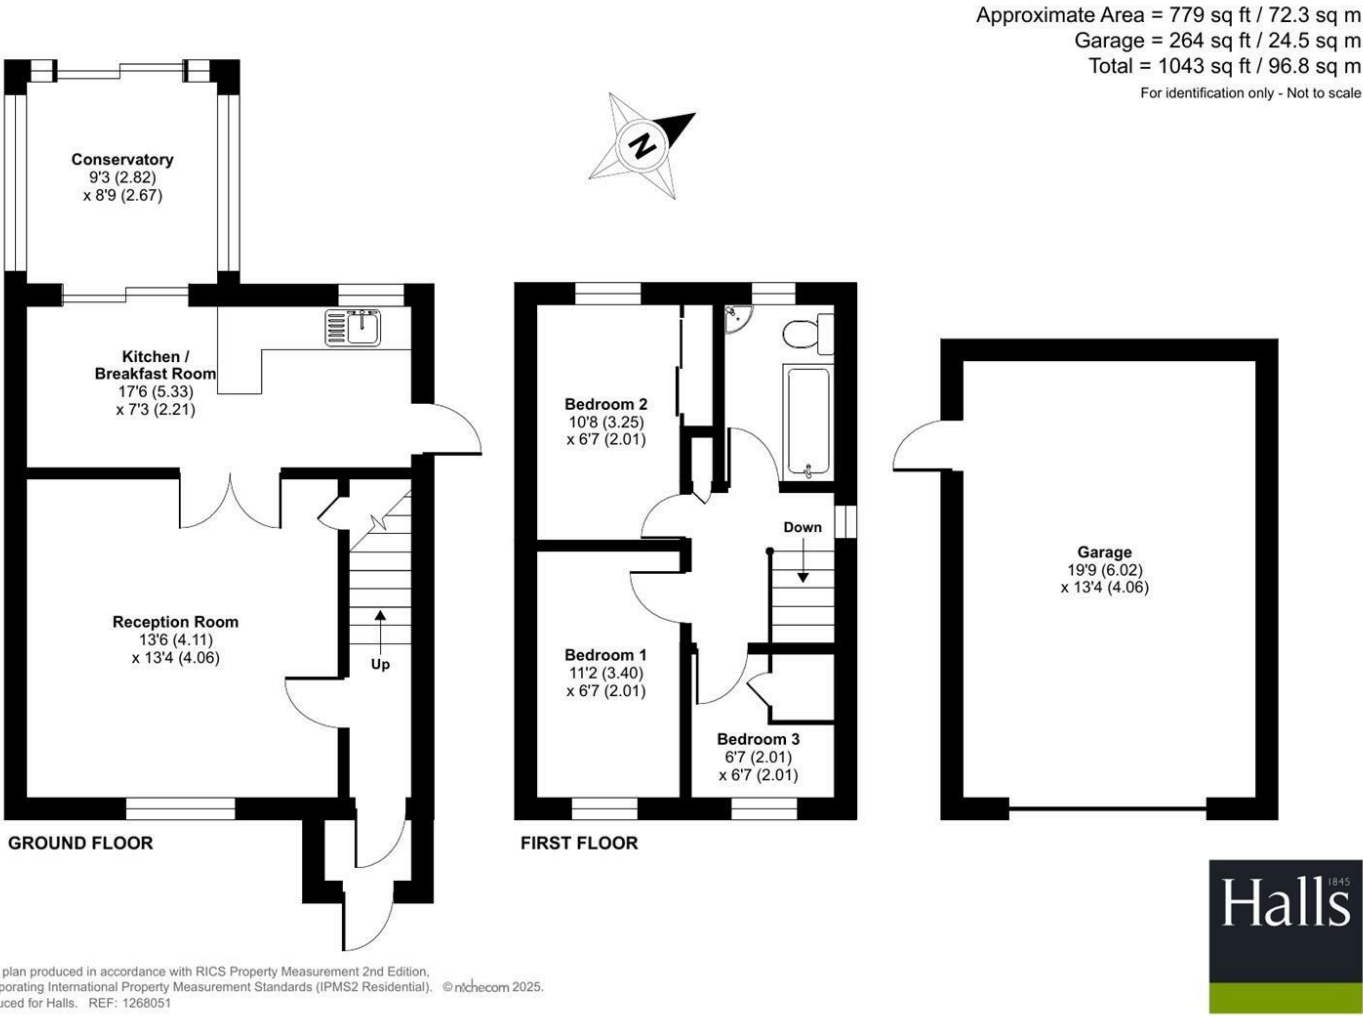 Approximate Area = 779 sq ft / 72.3 sq m
Garage = 264 sq ft / 24.5 sq m
Total = 1043 sq ft / 96.8 sq m
For identification only - Not to scale
N
Conservatory
9'3 (2.82)
x 8'9 (2.67)
Kitchen /
Breakfast Room
17'6 (5.33)
x 7'3 (2.21)
Reception Room
13'6 (4.11)
x 13'4 (4.06)
Up
GROUND FLOOR
Bedroom 2
10'8 (3.25)
x 6'7 (2.01)
Down
Bedroom 1
11'2 (3.40)
x 6'7 (2.01)
Bedroom 3
6'7 (2.01)
x 6'7 (2.01)
FIRST FLOOR
Garage
19'9 (6.02)
x 13'4 (4.06)
Halls
1845
plan produced in accordance with RICS Property Measurement 2nd Edition,
porating International Property Measurement Standards (IPMS2 Residential). © nichecom 2025.
uced for Halls. REF: 1268051